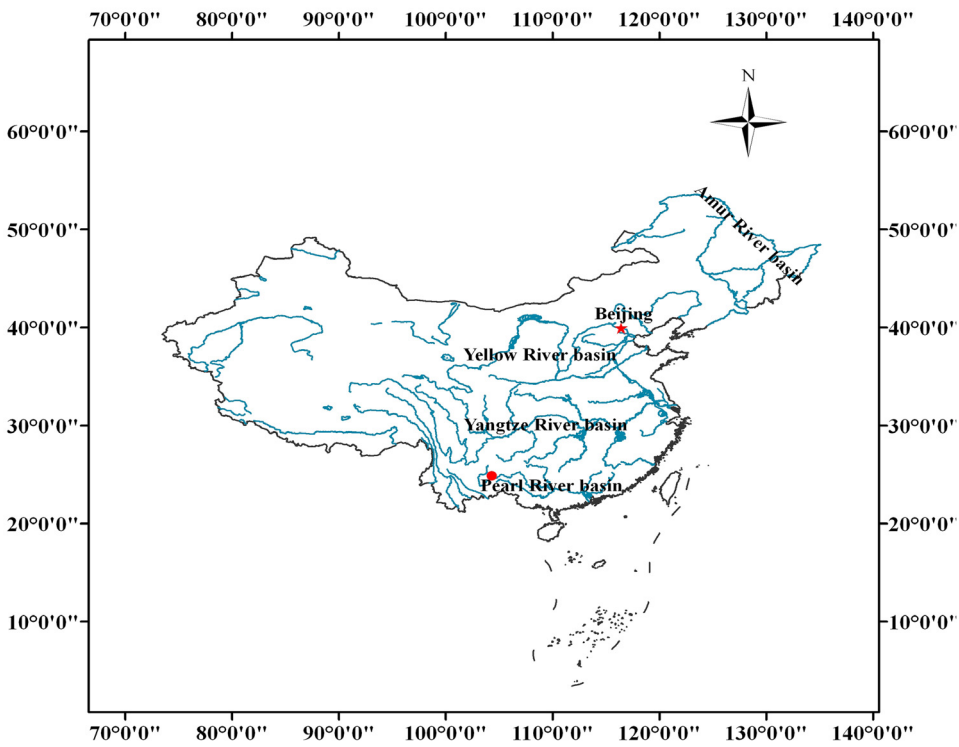 70°0'0" 80°0'0" 90°0'0" 100°0'0" 110°0'0" 120°0'0" 130°0'0" 140°0'0"
N
60°0'0" 60°0'0"
Amur River basin
50°0'0" 50°0'0"
Beijing
40°0'0" 40°0'0"
Yellow River basin
Yangtze River basin
30°0'0" 30°0'0"
Pearl River basin
20°0'0" 20°0'0"
10°0'0" 10°0'0"
70°0'0" 80°0'0" 90°0'0" 100°0'0" 110°0'0" 120°0'0" 130°0'0" 140°0'0"